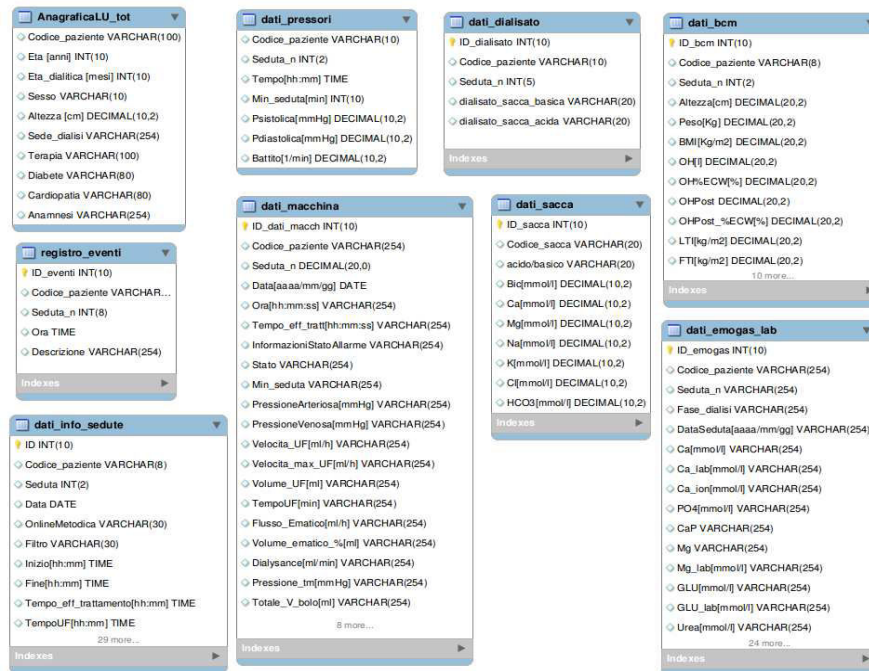 AnagraficaLU_tot
Codice_paziente VARCHAR(100)
Eta [anni] INT(10)
Eta_dialitica [mesi] INT(10)
Sesso VARCHAR(10)
Altezza [cm] DECIMAL(10,2)
Sede_dialisi VARCHAR(254)
Terapia VARCHAR(100)
Diabete VARCHAR(80)
Cardiopatia VARCHAR(80)
Anamnesi VARCHAR(254)
registro_eventi
ID_eventi INT(10)
Codice_paziente VARCHAR...
Seduta_n INT(8)
Ora TIME
Descrizione VARCHAR(254)
Indexes
dati_info_sedute
ID INT(10)
Codice_paziente VARCHAR(8)
Seduta INT(2)
Data DATE
OnlineMetodica VARCHAR(30)
Filtro VARCHAR(30)
Inizio[hh:mm] TIME
Fine[hh:mm] TIME
Tempo_eff_trattamento[hh:mm] TIME
TempoUF[hh:mm] TIME
29 more...
Indexes
dati_pressori
Codice_paziente VARCHAR(10)
Seduta_n INT(2)
Tempo[hh:mm] TIME
Min_seduta[min] INT(10)
Psistolica[mmHg] DECIMAL(10,2)
Pdiastolica[mmHg] DECIMAL(10,2)
Battito[1/min] DECIMAL(10,2)
dati_macchina
ID_dati_macch INT(10)
Codice_paziente VARCHAR(254)
Seduta_n DECIMAL(20,0)
Data[aaaa/mm/gg] DATE
Ora[hh:mm:ss] VARCHAR(254)
Tempo_eff_tratt[hh:mm:ss] VARCHAR(254)
InformazioniStatoAllarme VARCHAR(254)
Stato VARCHAR(254)
Min_seduta VARCHAR(254)
PressioneArteriosa[mmHg] VARCHAR(254)
PressioneVenosa[mmHg] VARCHAR(254)
Velocita_UF[ml/h] VARCHAR(254)
Velocita_max_UF[ml/h] VARCHAR(254)
Volume_UF[ml] VARCHAR(254)
TempoUF[min] VARCHAR(254)
Flusso_Ematico[ml/h] VARCHAR(254)
Volume_ematico_%[ml] VARCHAR(254)
Dialysance[ml/min] VARCHAR(254)
Pressione_tm[mmHg] VARCHAR(254)
Totale_V_bolo[ml] VARCHAR(254)
8 more...
Indexes
dati_dialisato
ID_dialisato INT(10)
Codice_paziente VARCHAR(10)
Seduta_n INT(5)
dialisato_sacca_basica VARCHAR(20)
dialisato_sacca_acida VARCHAR(20)
Indexes
dati_sacca
ID_sacca INT(10)
Codice_sacca VARCHAR(20)
acido/basico VARCHAR(20)
Bic[mmol/l] DECIMAL(10,2)
Ca[mmol/l] DECIMAL(10,2)
Mg[mmol/l] DECIMAL(10,2)
Na[mmol/l] DECIMAL(10,2)
K[mmol/l] DECIMAL(10,2)
Cl[mmol/l] DECIMAL(10,2)
HCO3[mmol/l] DECIMAL(10,2)
Indexes
dati_bcm
ID_bcm INT(10)
Codice_paziente VARCHAR(8)
Seduta_n INT(2)
Altezza[cm] DECIMAL(20,2)
Peso[Kg] DECIMAL(20,2)
BMI[Kg/m2] DECIMAL(20,2)
OH[l] DECIMAL(20,2)
OH%ECW[%] DECIMAL(20,2)
OHPost DECIMAL(20,2)
OHPost_%ECW[%] DECIMAL(20,2)
LTI[kg/m2] DECIMAL(20,2)
FTI[kg/m2] DECIMAL(20,2)
10 more...
Indexes
dati_emogas_lab
ID_emogas INT(10)
Codice_paziente VARCHAR(254)
Seduta_n VARCHAR(254)
Fase_dialisi VARCHAR(254)
DataSeduta[aaaa/mm/gg] VARCHAR(254)
Ca[mmol/l] VARCHAR(254)
Ca_lab[mmol/l] VARCHAR(254)
Ca_ion[mmol/l] VARCHAR(254)
PO4[mmol/l] VARCHAR(254)
CaP VARCHAR(254)
Mg VARCHAR(254)
Mg_lab[mmol/l] VARCHAR(254)
GLU[mmol/l] VARCHAR(254)
GLU_lab[mmol/l] VARCHAR(254)
Urea[mmol/l] VARCHAR(254)
24 more...
Indexes